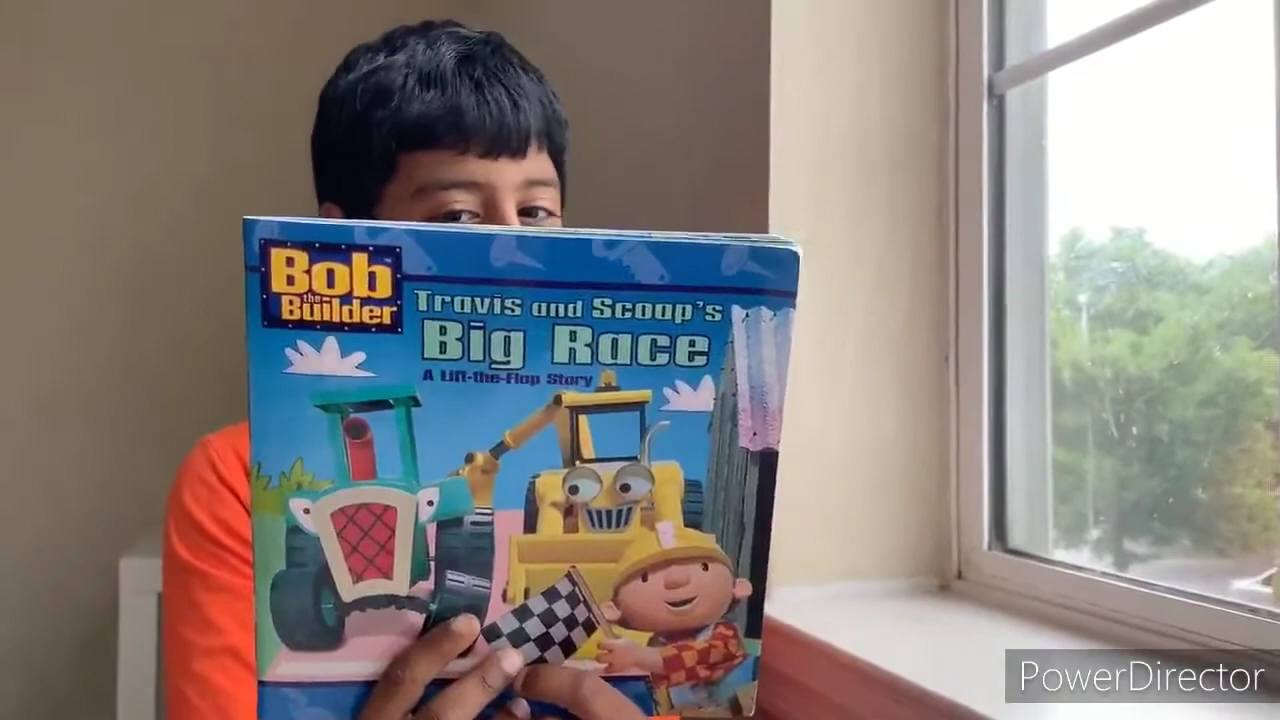 Bob
the
Builder
Travis and Scoop's
Big Race
A Lift-the-Flap Story
PowerDirector